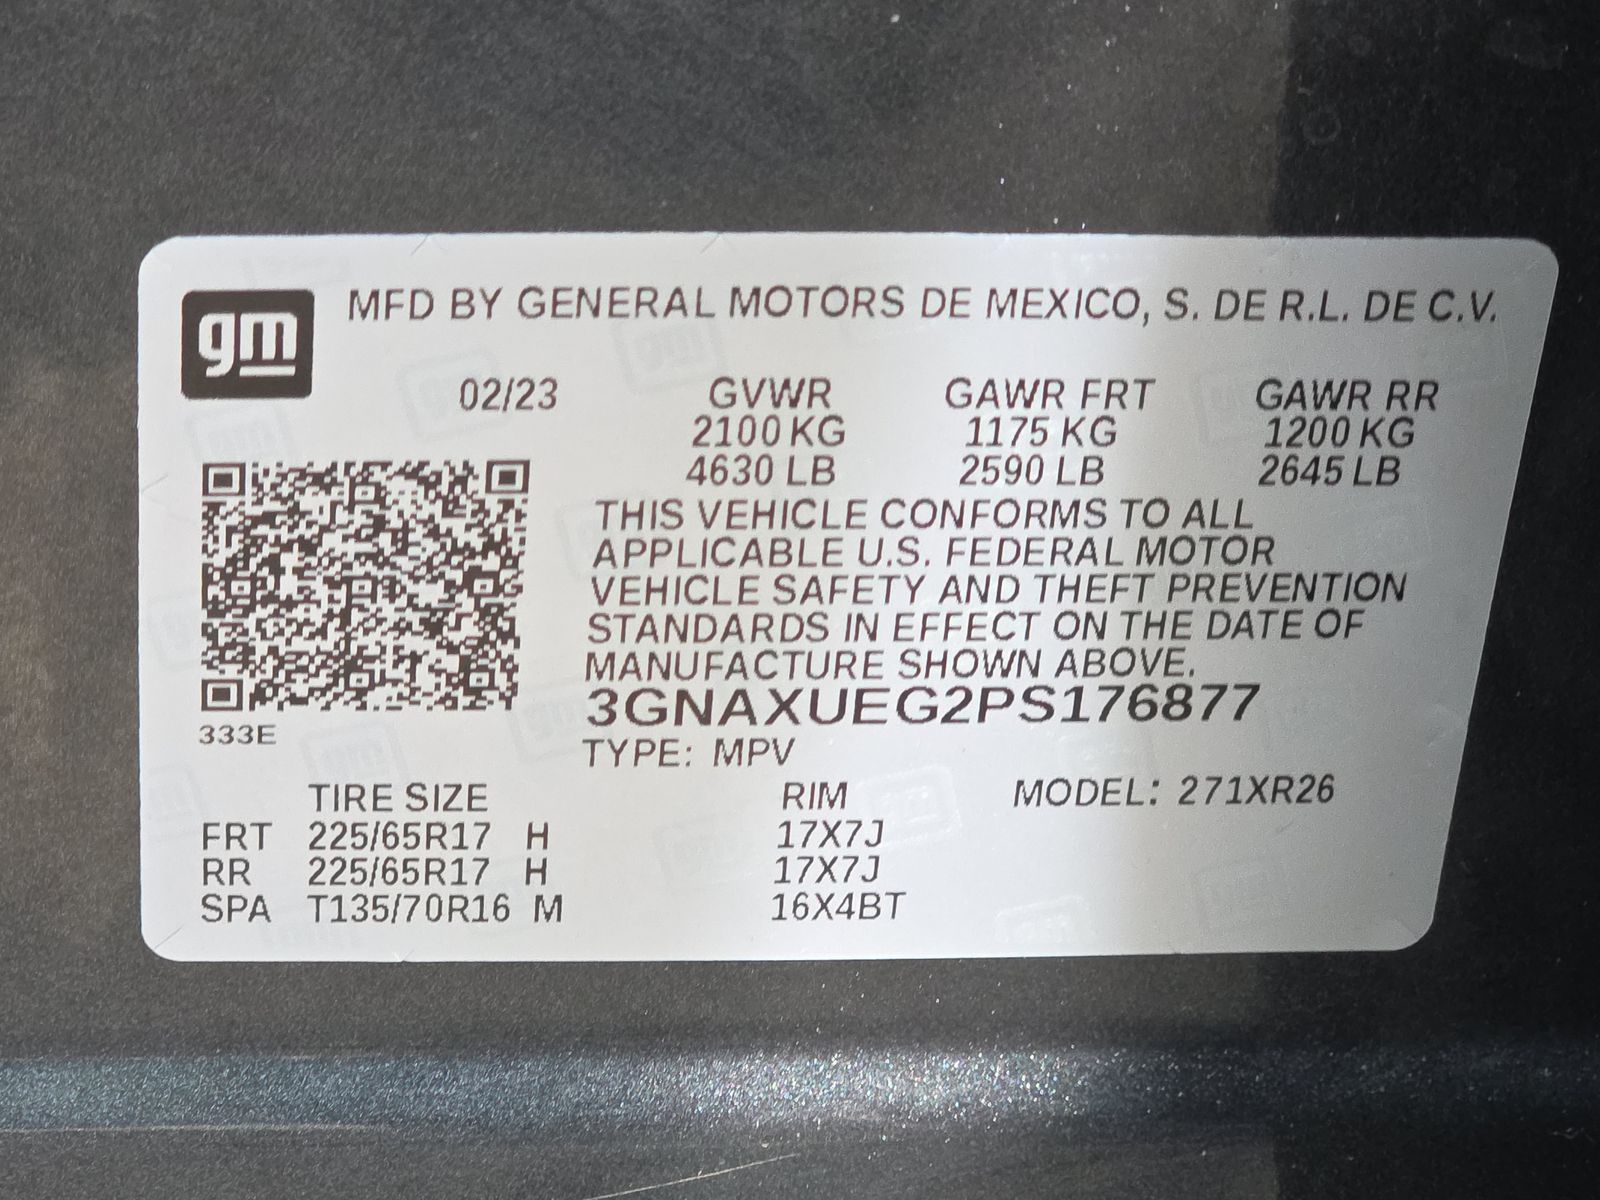 gm
MFD BY GENERAL MOTORS DE MEXICO, S. DE R.L. DE C.V.
02/23 GVWR GAWR FRT GAWR RR
2100 KG 1175 KG 1200 KG
4630 LB 2590 LB 2645 LB
THIS VEHICLE CONFORMS TO ALL
APPLICABLE U.S. FEDERAL MOTOR
VEHICLE SAFETY AND THEFT PREVENTION
STANDARDS IN EFFECT ON THE DATE OF
MANUFACTURE SHOWN ABOVE.
3GNAXUEG2PS176877
333E
TYPE: MPV
TIRE SIZE RIM MODEL: 271XR26
FRT 225/65R17 H 17X7J
RR 225/65R17 H 17X7J
SPA T135/70R16 M 16X4BT